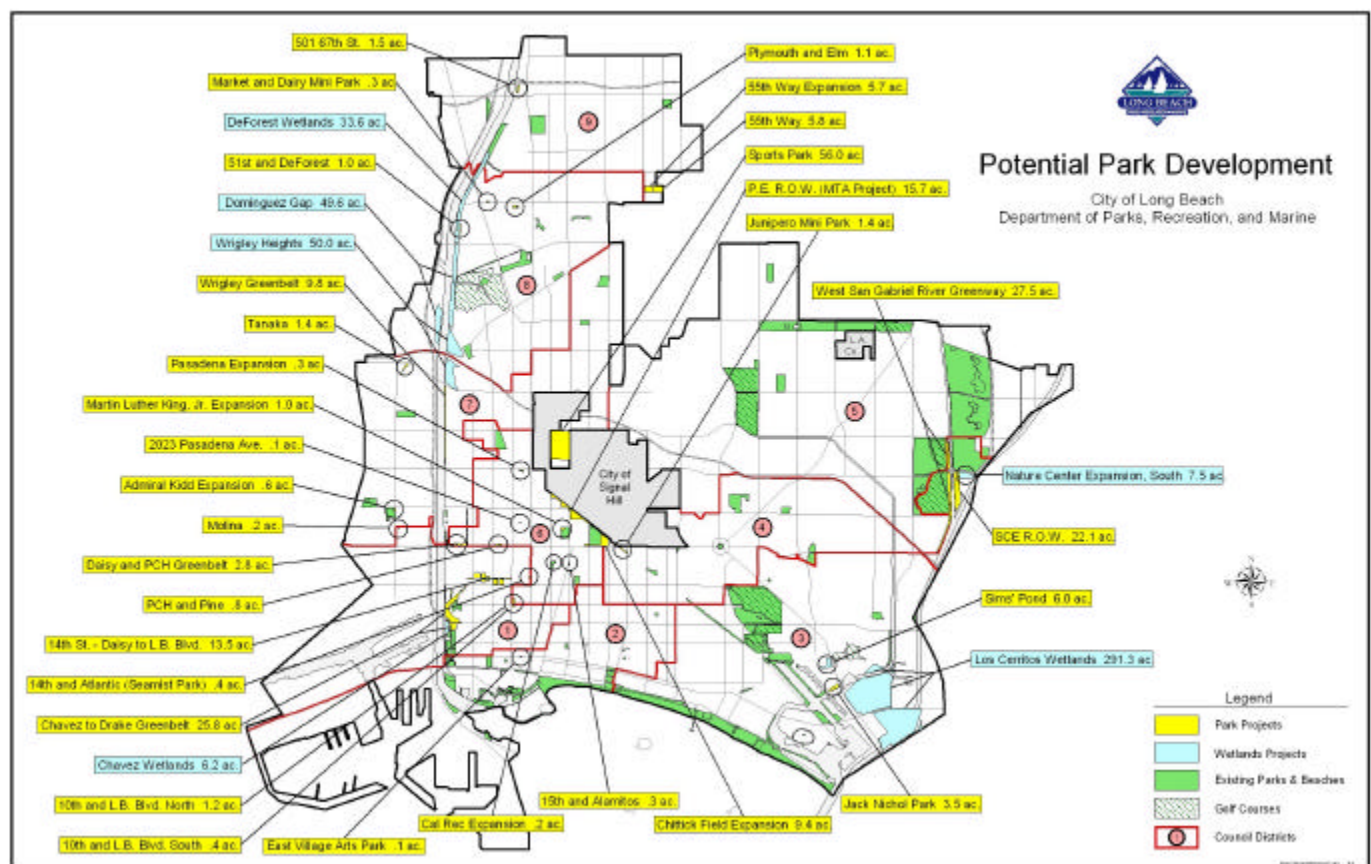 501 67th St. 1.5 ac.
Market and Dairy Mini Park .3 ac
DeForest Wetlands 33.6 ac.
51st and DeForest 1.0 ac.
Dominguez Gap 49.6 ac.
Wrigley Heights 50.0 ac.
Wrigley Greenbelt 9.8 ac.
Tanaka 1.4 ac.
Pasadena Expansion .3 ac
Martin Luther King, Jr. Expansion 1.0 ac.
2023 Pasadena Ave. .1 ac.
Admiral Kidd Expansion .6 ac.
Molina .2 ac.
Daisy and PCH Greenbelt 2.8 ac.
PCH and Pine .8 ac.
14th St. - Daisy to L.B. Blvd. 13.5 ac.
14th and Atlantic (Seamist Park) .4 ac.
Chavez to Drake Greenbelt 25.8 ac.
Chavez Wetlands 6.2 ac.
10th and L.B. Blvd. North 1.2 ac.
10th and L.B. Blvd. South .4 ac.
East Village Arts Park .1 ac.
Cal Rec Expansion .2 ac.
15th and Alamitos .3 ac.
Chittick Field Expansion 9.4 ac.
Plymouth and Elm 1.1 ac.
55th Way Expansion 5.7 ac.
55th Way 5.8 ac.
Sports Park 56.0 ac.
P.E. R.O.W. (MTA Project) 15.7 ac.
Junipero Mini Park 1.4 ac.
West San Gabriel River Greenway 27.5 ac.
Nature Center Expansion, South 7.5 ac.
SCE R.O.W. 22.1 ac.
Sims' Pond 6.0 ac.
Los Cerritos Wetlands 291.3 ac
Jack Nichol Park 3.5 ac.
9
8
7
6
5
4
3
2
1
L.A.
Co.
City of
Signal
Hill
LONG BEACH
Potential Park Development
City of Long Beach
Department of Parks, Recreation, and Marine
N
E
S
W
Legend
Park Projects
Wetlands Projects
Existing Parks & Beaches
Golf Courses
Council Districts